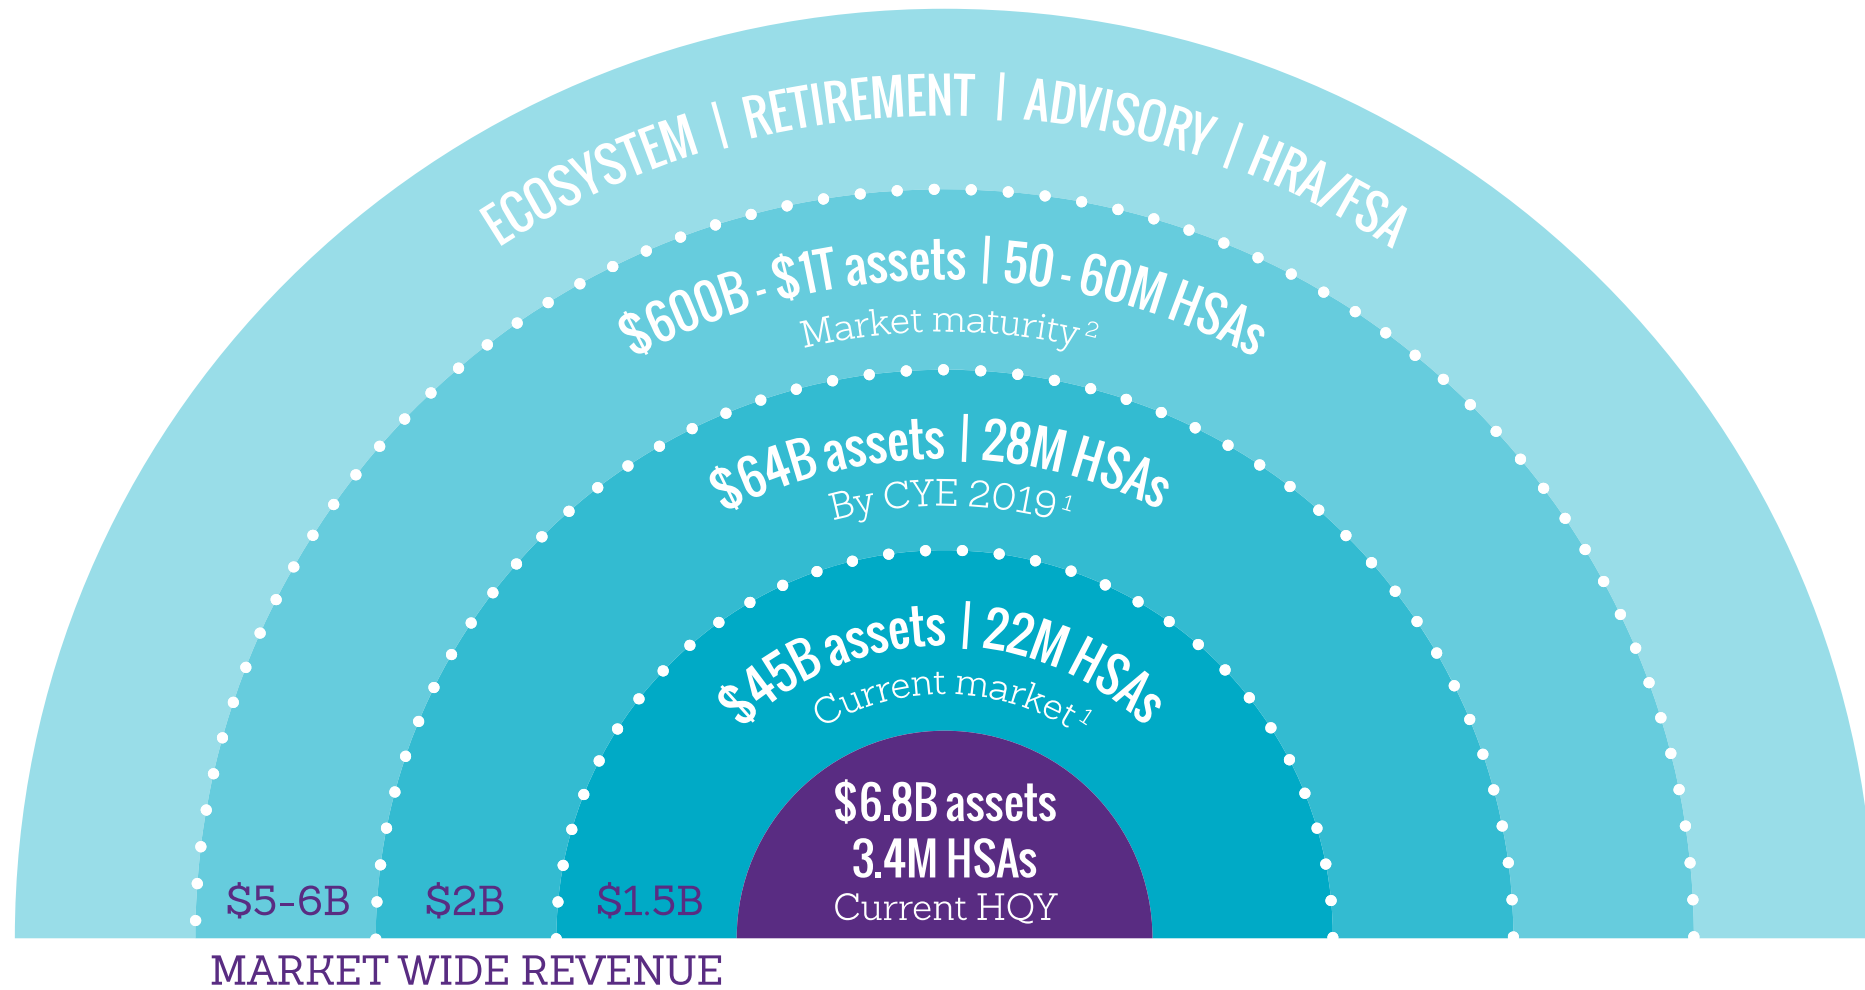 ECOSYSTEM | RETIREMENT | ADVISORY | HRA/FSA
$600B - $1T assets | 50 - 60M HSAs
Market maturity ²
$64B assets | 28M HSAs
By CYE 2019 ¹
$45B assets | 22M HSAs
Current market ¹
$6.8B assets
3.4M HSAs
Current HQY
$5-6B
$2B
$1.5B
MARKET WIDE REVENUE